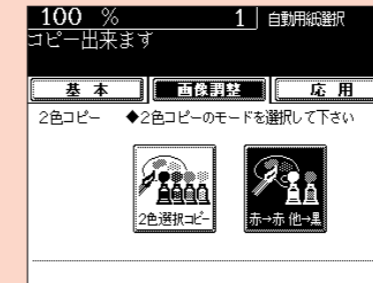 100 % 1 自動用紙選択
コピー出来ます
基本 画像調整 応用
2色コピー ◆2色コピーのモードを選択して下さい
2色選択コピー 赤→赤 他→黒